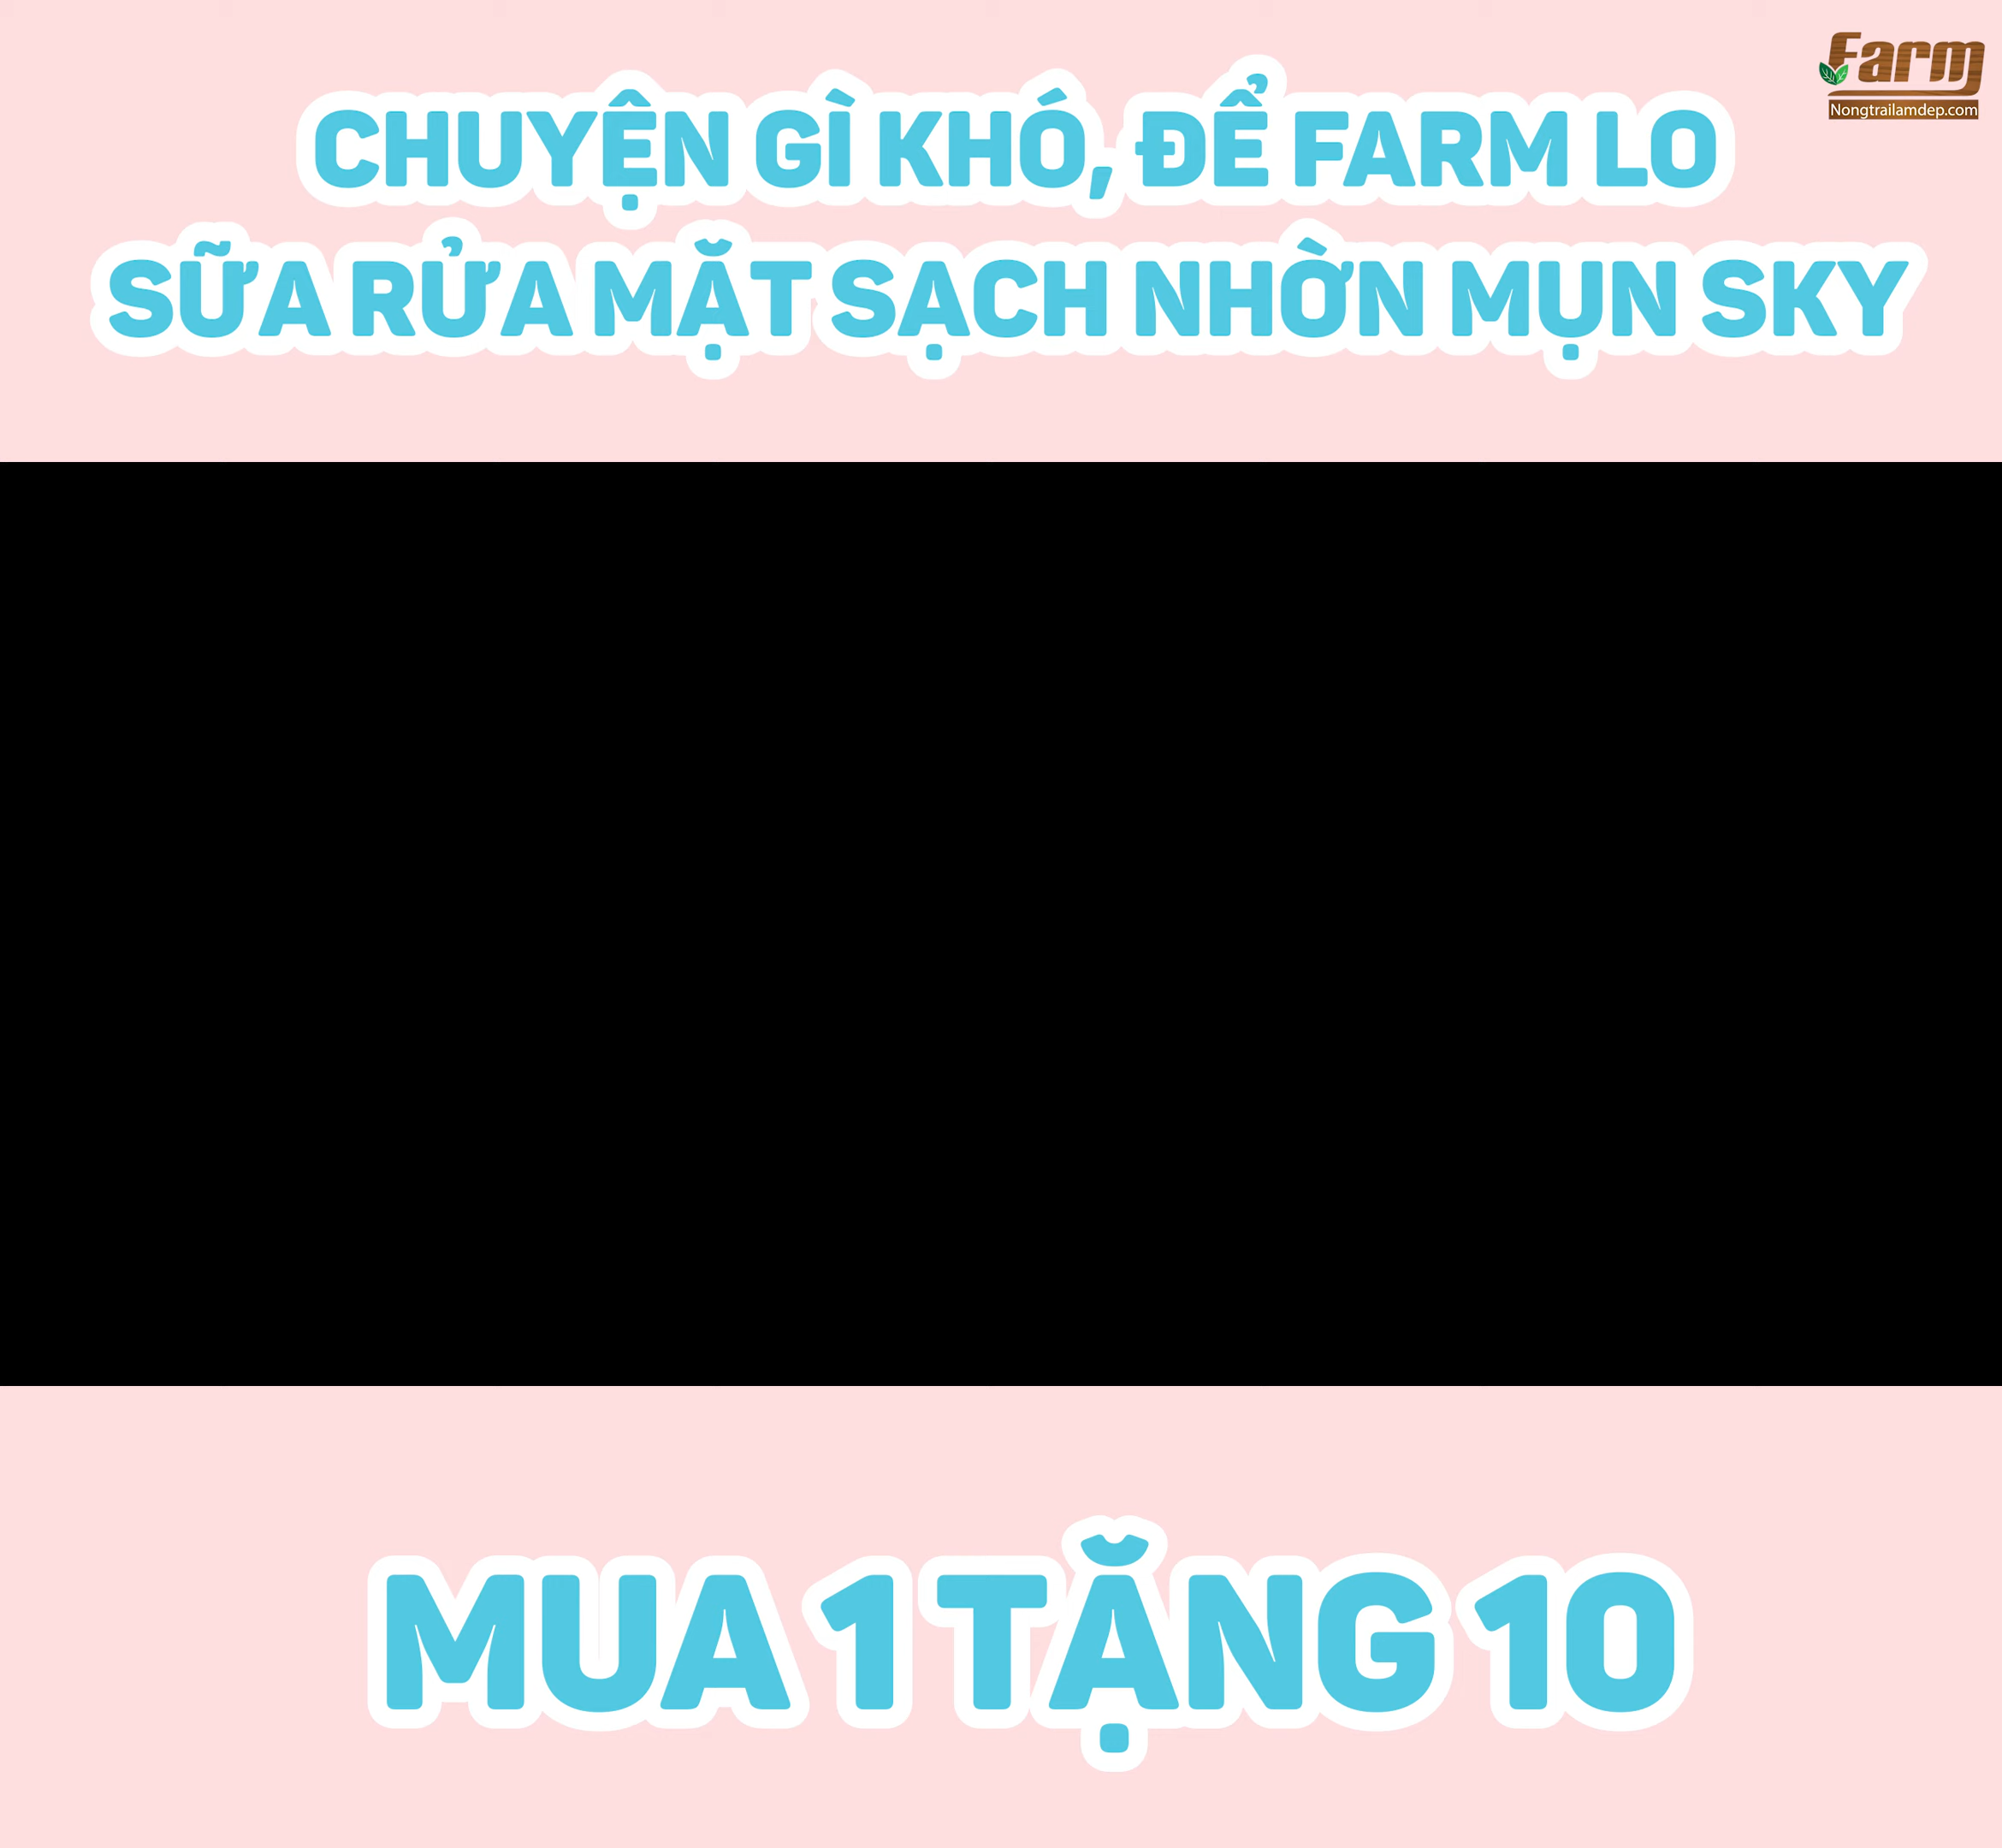 Farm
Nongtrailamdep.com
CHUYỆN GÌ KHÓ, ĐỂ FARM LO
SỮA RỬA MẶT SẠCH NHỜN MỤN SKY
MUA 1 TẶNG 10